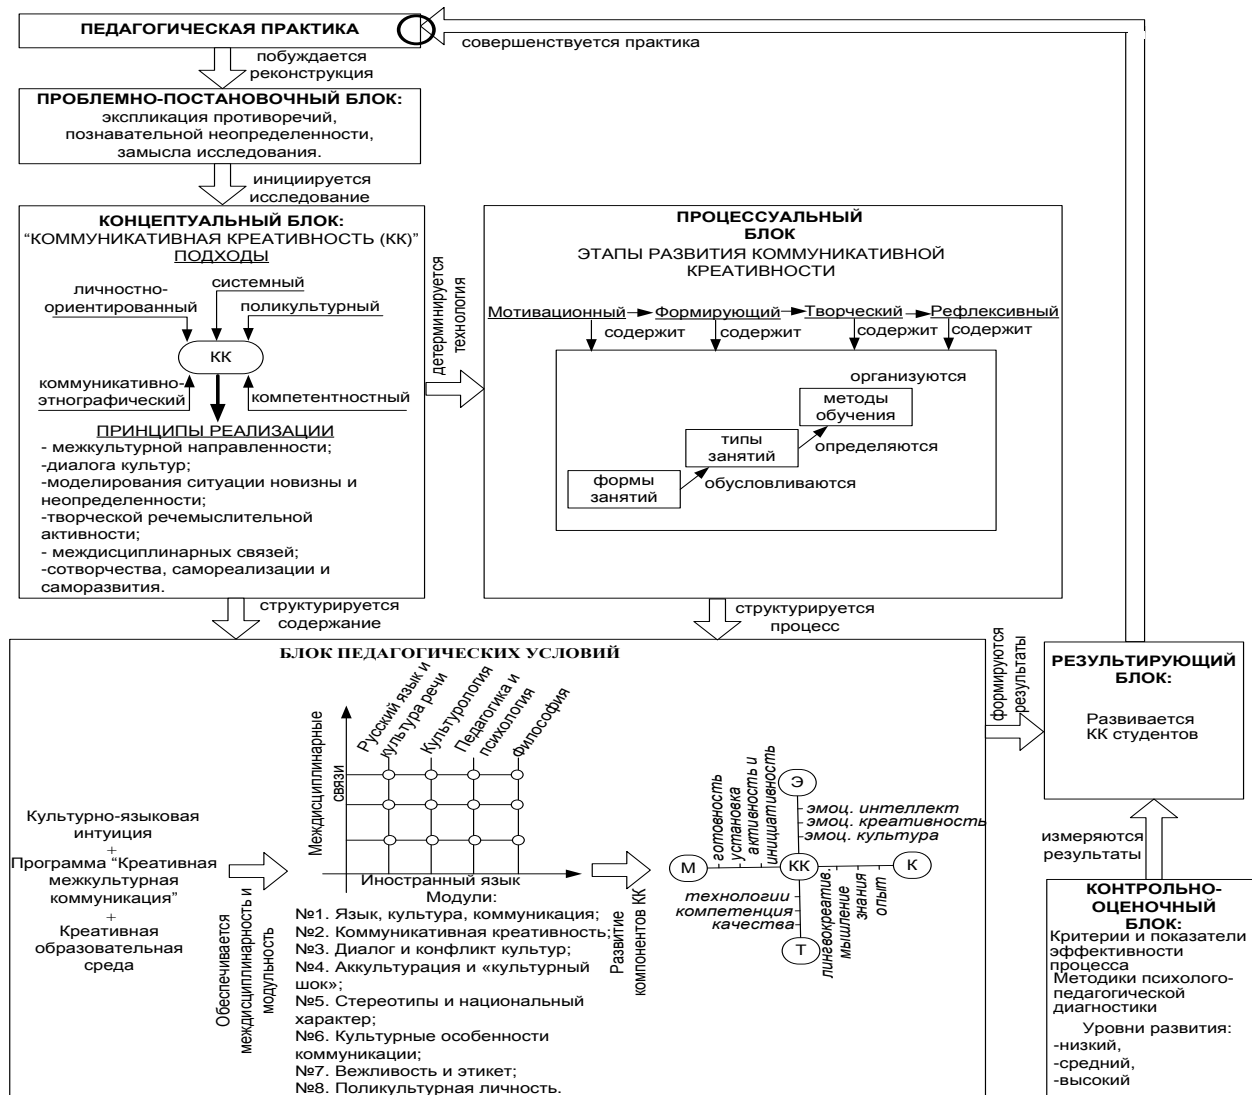 ПЕДАГОГИЧЕСКАЯ ПРАКТИКА
совершенствуется практика
побуждается
реконструкция
ПРОБЛЕМНО-ПОСТАНОВОЧНЫЙ БЛОК:
экспликация противоречий,
познавательной неопределенности,
замысла исследования.
инициируется
исследование
КОНЦЕПТУАЛЬНЫЙ БЛОК:
“КОММУНИКАТИВНАЯ КРЕАТИВНОСТЬ (КК)”
ПОДХОДЫ
системный
личностно-
ориентированный
поликультурный
КК
коммуникативно-
этнографический
компетентностный
ПРИНЦИПЫ РЕАЛИЗАЦИИ
- межкультурной направленности;
-диалога культур;
-моделирования ситуации новизны и
неопределенности;
-творческой речемыслительной
активности;
- междисциплинарных связей;
-сотворчества, самореализации и
саморазвития.
детерминируется
технология
ПРОЦЕССУАЛЬНЫЙ
БЛОК
ЭТАПЫ РАЗВИТИЯ КОММУНИКАТИВНОЙ
КРЕАТИВНОСТИ
Мотивационный Формирующий Творческий Рефлексивный
содержит содержит содержит содержит
организуются
методы
обучения
типы
занятий
определяются
формы
занятий
обусловливаются
структурируется
содержание
структурируется
процесс
БЛОК ПЕДАГОГИЧЕСКИХ УСЛОВИЙ
Культурно-языковая
интуиция
+
Программа “Креативная
межкультурная
коммуникация”
+
Креативная
образовательная
среда
Обеспечивается
междисциплинарность и
модульность
Междисциплинарные
связи
Русский язык и
культура речи
Культурология
Педагогика и
психология
Философия
Иностранный язык
Модули:
№1. Язык, культура, коммуникация;
№2. Коммуникативная креативность;
№3. Диалог и конфликт культур;
№4. Аккультурация и «культурный
шок»;
№5. Стереотипы и национальный
характер;
№6. Культурные особенности
коммуникации;
№7. Вежливость и этикет;
№8. Поликультурная личность.
Развитие
компонентов КК
Э
эмоц. интеллект
эмоц. креативность
эмоц. культура
готовность
установка
активность и
инициативность
М
КК
К
технологии
компетенция
качества
Т
лингвокреатив.
мышление
знания
опыт
формируются
результаты
РЕЗУЛЬТИРУЮЩИЙ
БЛОК:
Развивается
КК студентов
измеряются
результаты
КОНТРОЛЬНО-
ОЦЕНОЧНЫЙ
БЛОК:
Критерии и показатели
эффективности
процесса
Методики психолого-
педагогической
диагностики
Уровни развития:
-низкий,
-средний,
-высокий